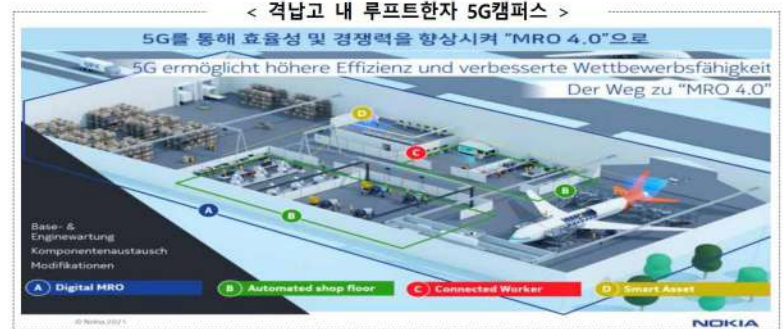 < 격납고 내 루프트한자 5G캠퍼스 >
5G를 통해 효율성 및 경쟁력을 향상시켜 "MRO 4.0"으로
5G ermöglicht höhere Effizienz und verbesserte Wettbewerbsfähigkeit
Der Weg zu "MRO 4.0"
D
C
B
A
B
Base- &
Enginewartung
Komponentenaustausch
Modifikationen
A Digital MRO
B Automated shop floor
C Connected Worker
D Smart Asset
© Nokia 2021
NOKIA